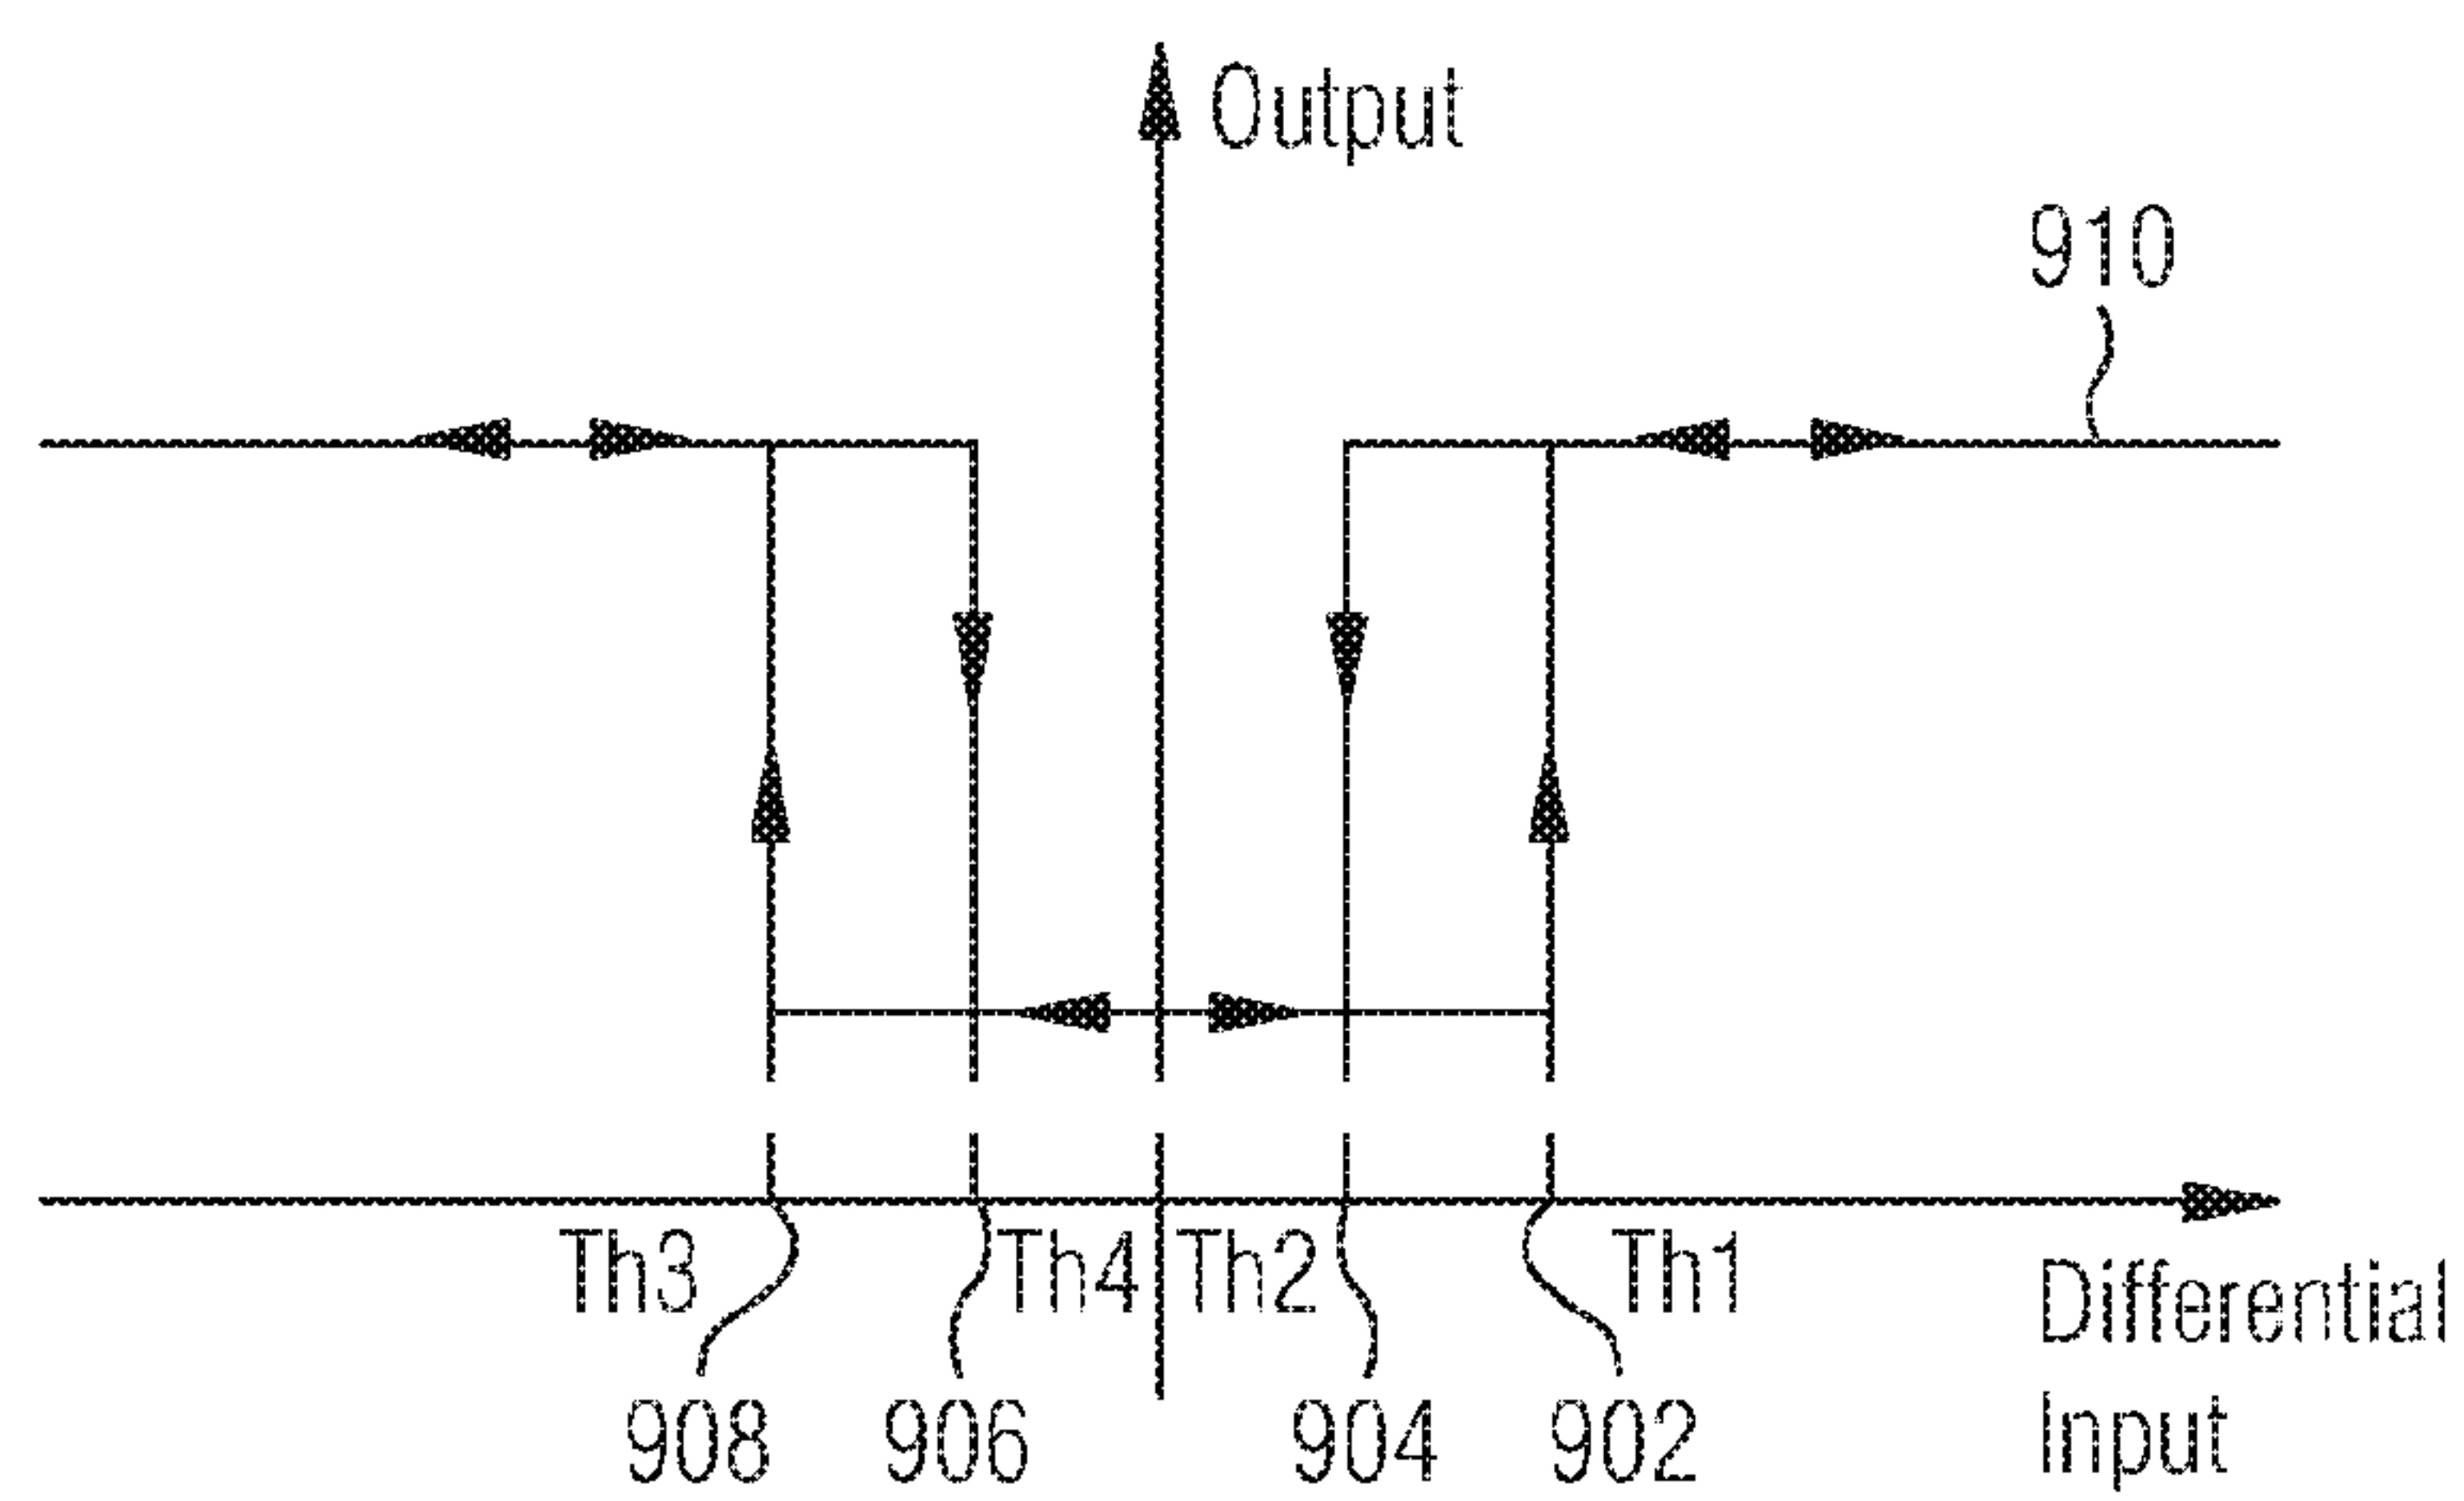 Output
910
Th3 Th4 Th2 Th1
Differential
Input
908 906 904 902